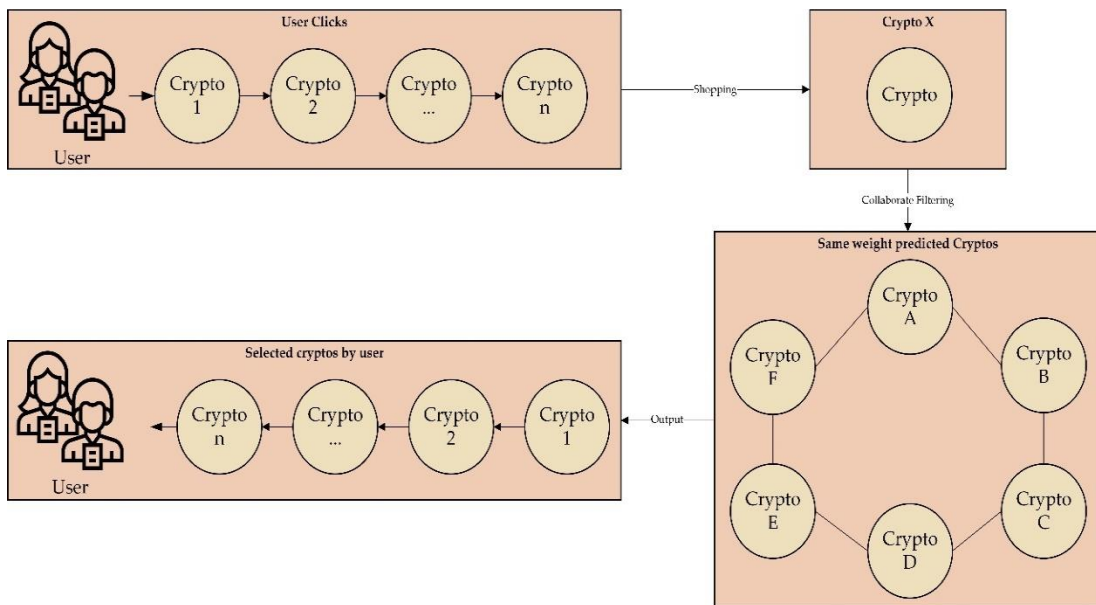 User Clicks
User
Crypto
1
Crypto
2
Crypto
...
Crypto
n
Shopping
Crypto X
Crypto
Collaborate Filtering
Same weight predicted Cryptos
Crypto
A
Crypto
B
Crypto
C
Crypto
D
Crypto
E
Crypto
F
Output
Selected cryptos by user
Crypto
1
Crypto
2
Crypto
...
Crypto
n
User